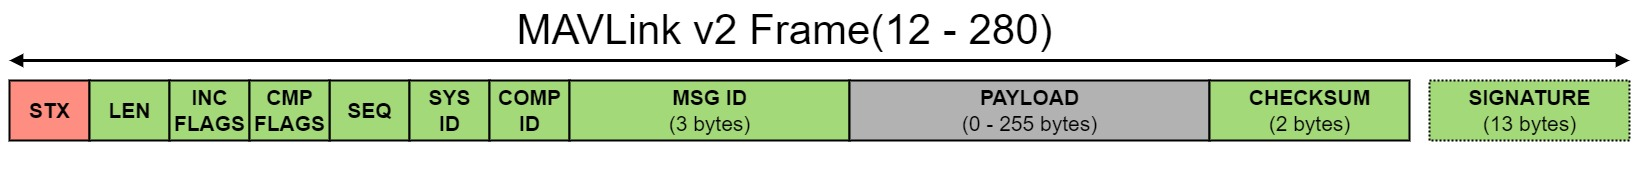 MAVLink v2 Frame(12 - 280)
STX
LEN
INC
FLAGS
CMP
FLAGS
SEQ
SYS
ID
COMP
ID
MSG ID
(3 bytes)
PAYLOAD
(0 - 255 bytes)
CHECKSUM
(2 bytes)
SIGNATURE
(13 bytes)